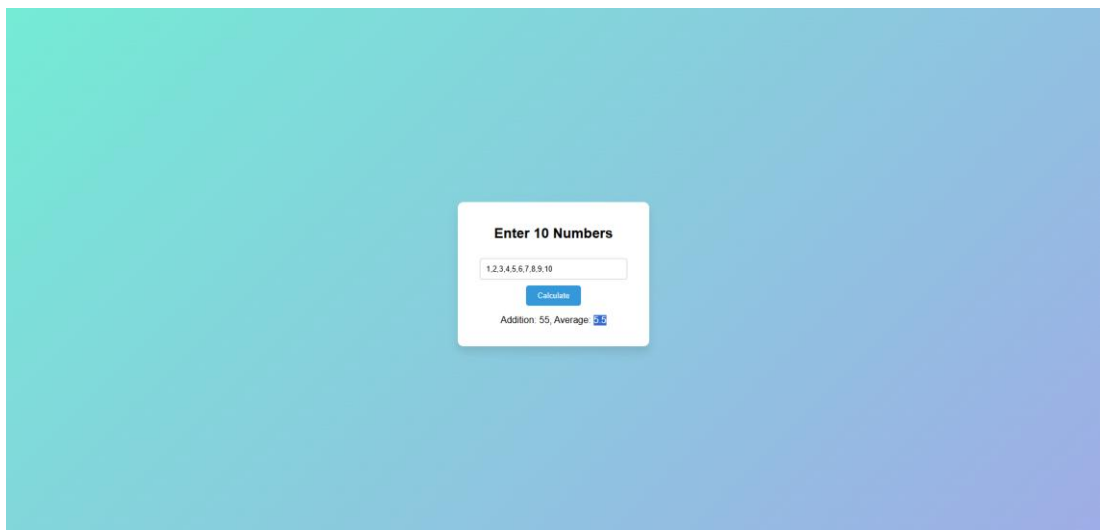 Enter 10 Numbers
1,2,3,4,5,6,7,8,9,10
Calculate
Addition: 55, Average: 5.5